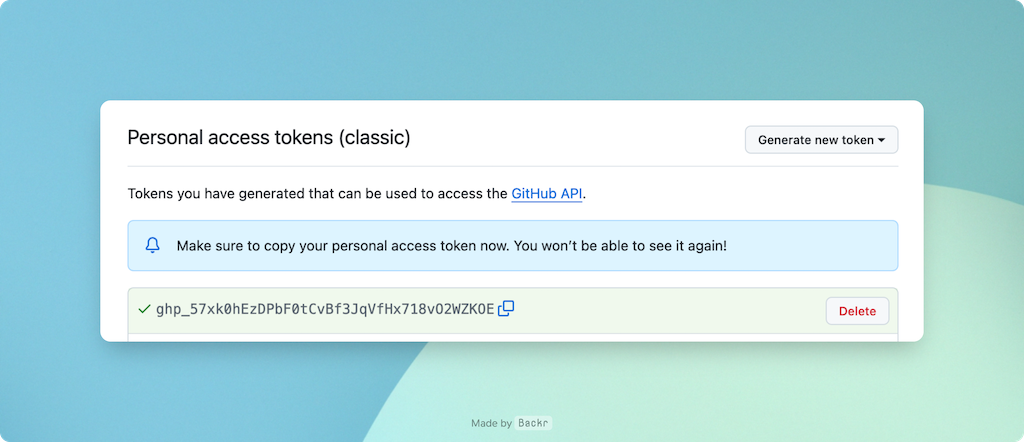 Personal access tokens (classic)
Generate new token
Tokens you have generated that can be used to access the GitHub API.
Make sure to copy your personal access token now. You won’t be able to see it again!
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
Delete
Made by Backr